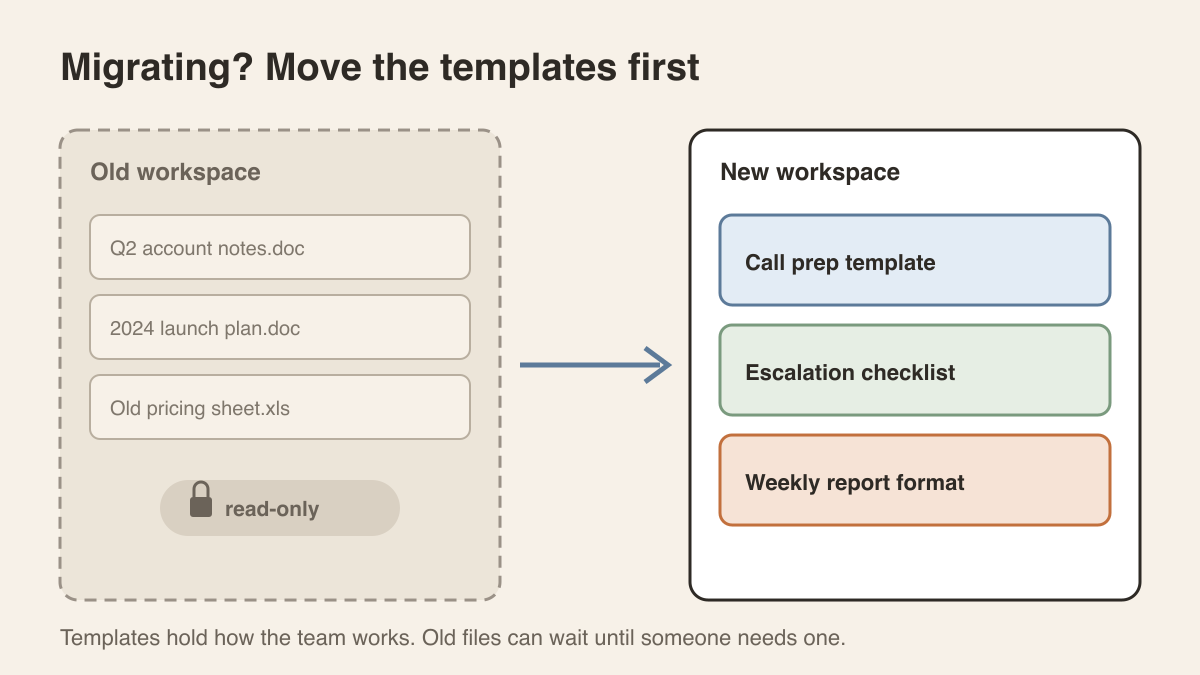 Migrating? Move the templates first
Old workspace
Q2 account notes.doc
2024 launch plan.doc
Old pricing sheet.xls
read-only
New workspace
Call prep template
Escalation checklist
Weekly report format
Templates hold how the team works. Old files can wait until someone needs one.